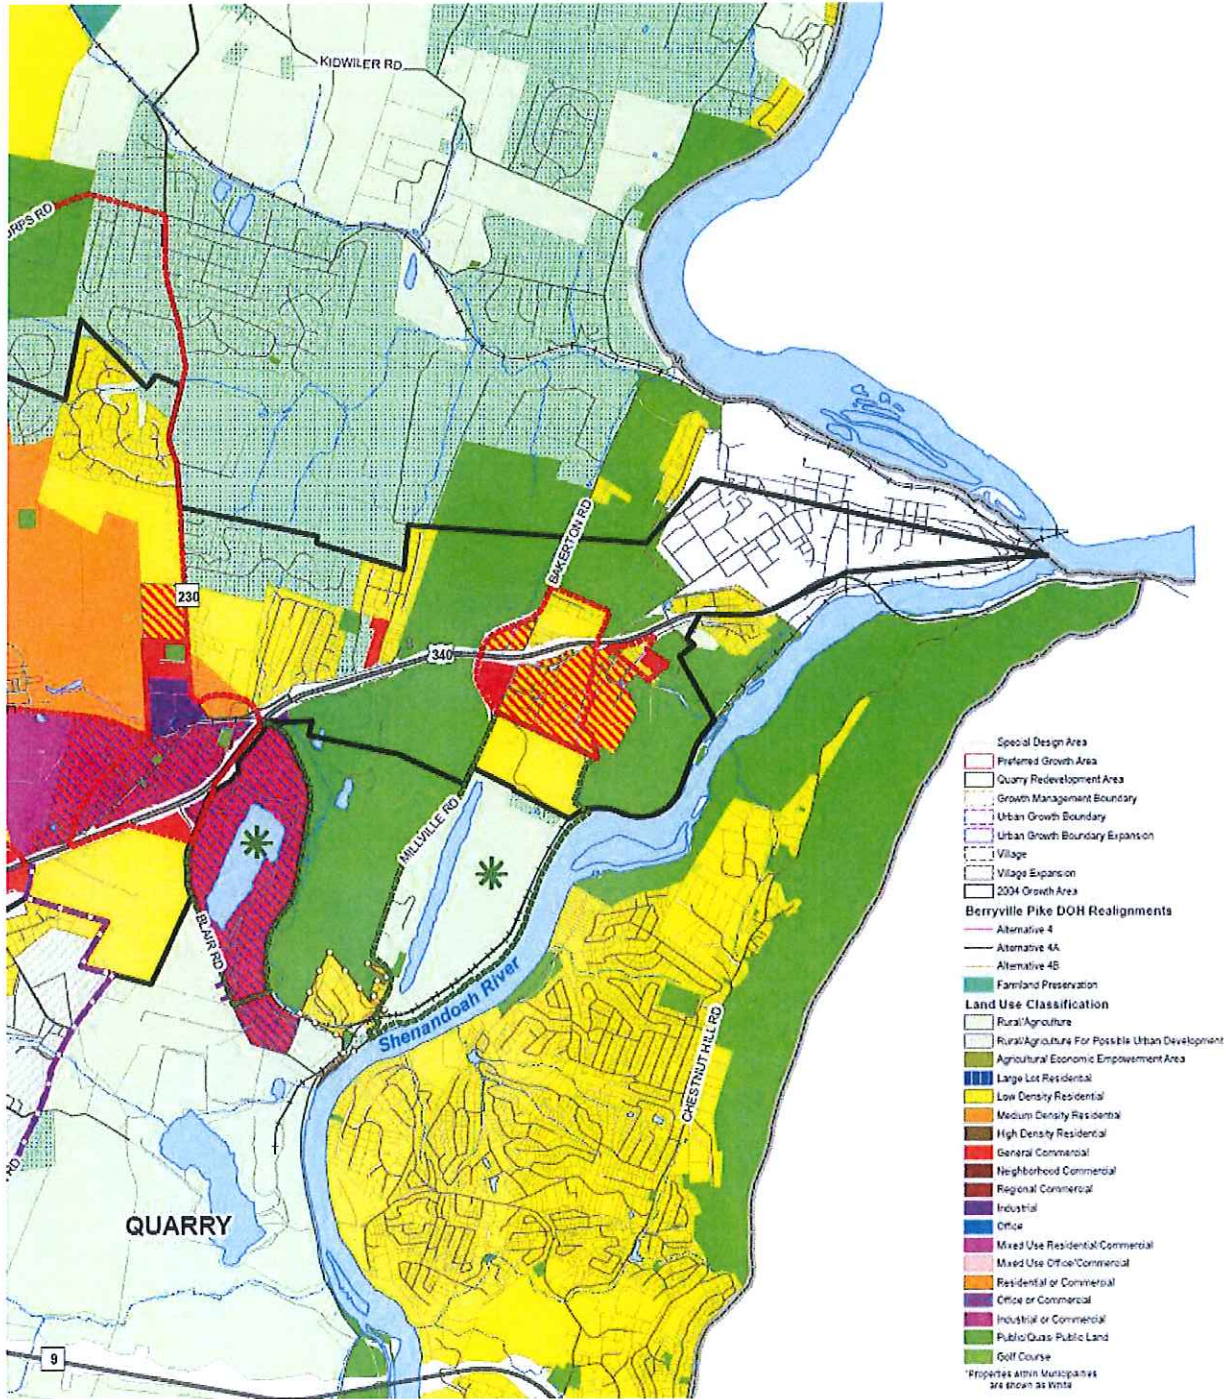 KIDWILER RD
RPS RD
BAKERTON RD
230
340
MILLVILLE RD
BLAIR RD
Shenandoah River
CHESTNUT HILL RD
RD
QUARRY
9
Special Design Area
Preferred Growth Area
Quarry Redevelopment Area
Growth Management Boundary
Urban Growth Boundary
Urban Growth Boundary Expansion
Village
Village Expansion
2004 Growth Area
Berryville Pike DOH Realignments
Alternative 4
Alternative 4A
Alternative 4B
Farmland Preservation
Land Use Classification
Rural/Agriculture
Rural/Agriculture For Possible Urban Development
Agricultural Economic Empowerment Area
Large Lot Residential
Low Density Residential
Medium Density Residential
High Density Residential
General Commercial
Neighborhood Commercial
Regional Commercial
Industrial
Office
Mixed Use Residential/Commercial
Mixed Use Office/Commercial
Residential or Commercial
Office or Commercial
Industrial or Commercial
Public/Quasi-Public Land
Golf Course
*Properties within Municipalities
are shown as White